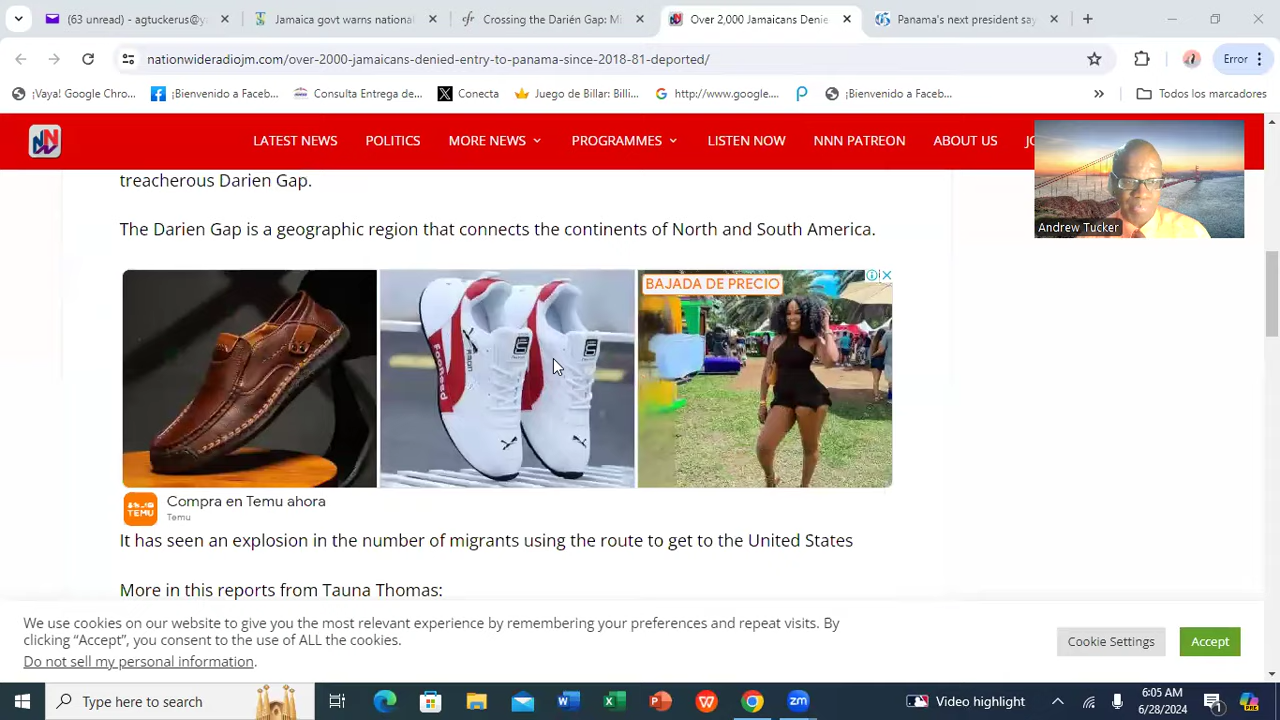 (63 unread) - agtuckerus@y
Jamaica govt warns national
Crossing the Darién Gap: Mi
Over 2,000 Jamaicans Denie
Panama's next president say
nationwideradiojm.com/over-2000-jamaicans-denied-entry-to-panama-since-2018-81-deported/
Error
¡Vaya! Google Chro...
¡Bienvenido a Faceb...
Consulta Entrega de...
Conecta
Juego de Billar: Billi...
http://www.google....
¡Bienvenido a Faceb...
»
Todos los marcadores
LATEST NEWS
POLITICS
MORE NEWS
PROGRAMMES
LISTEN NOW
NNN PATREON
ABOUT US
Andrew Tucker
treacherous Darien Gap.
The Darien Gap is a geographic region that connects the continents of North and South America.
BAJADA DE PRECIO
TEMU
Compra en Temu ahora
Temu
It has seen an explosion in the number of migrants using the route to get to the United States
More in this reports from Tauna Thomas:
We use cookies on our website to give you the most relevant experience by remembering your preferences and repeat visits. By
clicking “Accept”, you consent to the use of ALL the cookies.
Do not sell my personal information.
Cookie Settings
Accept
Type here to search
zm
Video highlight
6:05 AM
6/28/2024